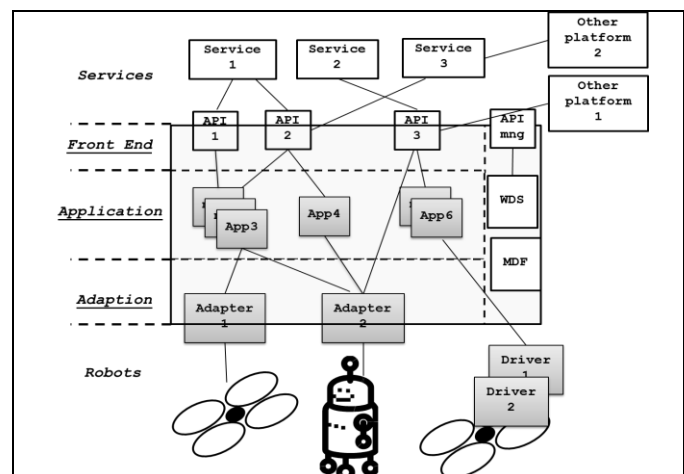 Other
platform
2
Service
1
Service
2
Service
3
Services
Other
platform
1
API
1
API
2
API
3
API
mng
Front End
Application
App3
App4
App6
WDS
MDF
Adaption
Adapter
1
Adapter
2
Robots
Driver
1
Driver
2